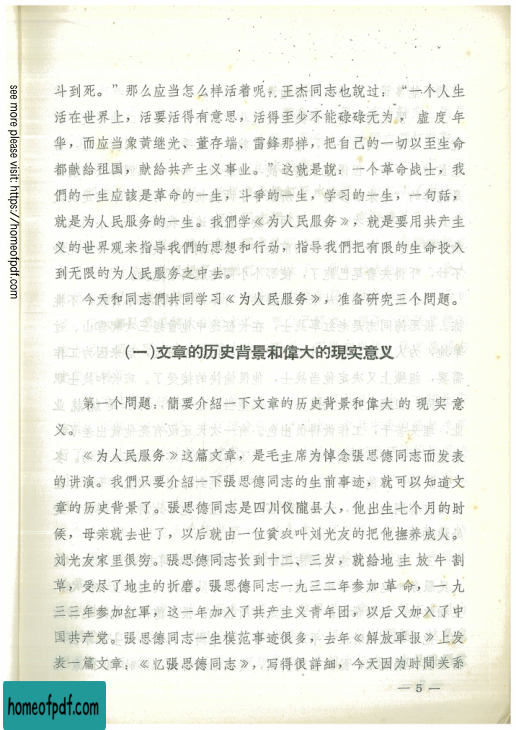 斗到死。”那么应当怎么样活着呢，王杰同志也说过：“一个人生
活在世界上，活要活得有意思，活得至少不能碌碌无为，虛度年
华，而应当象黄继光、董存瑞、雷鋒那样，把自己的一切以至生命
都献给祖国，献给共产主义事业。”这就是說，一个革命战士，我
們的一生应該是革命的一生，斗爭的一生，学习的一生，一句話，
就是为人民服务的一生。我們学《为人民服务》，就是要用共产主
义的世界观来指导我們的思想和行动，指导我們把有限的生命投入
到无限的为人民服务之中去。
今天和同志們共同学习《为人民服务》，准备研究三个問題。
(一)文章的历史背景和偉大的現实意义
第一个問題，簡要介紹一下文章的历史背景和偉大的現实意
义。
《为人民服务》这篇文章，是毛主席为悼念張思德同志而发表
的讲演。我們只要介紹一下張思德同志的生前事迹，就可以知道文
章的历史背景了。張思德同志是四川仪隴县人，他出生七个月的时
候，母亲就去世了，以后就由一位貧农叫刘光友的把他撫养成人。
刘光友家里很穷。張思德同志长到十二、三岁，就給地主放牛割
草，受尽了地主的折磨。張思德同志一九三二年参加革命，一九
三三年参加紅軍，这一年加入了共产主义青年团，以后又加入了中
国共产党。張思德同志一生模范事迹很多，去年《解放軍报》上发
表一篇文章：《忆張思德同志》，写得很詳細，今天因为时間关系
— 5 —
see more please visit: https://homeofpdf.com
homeofpdf.com